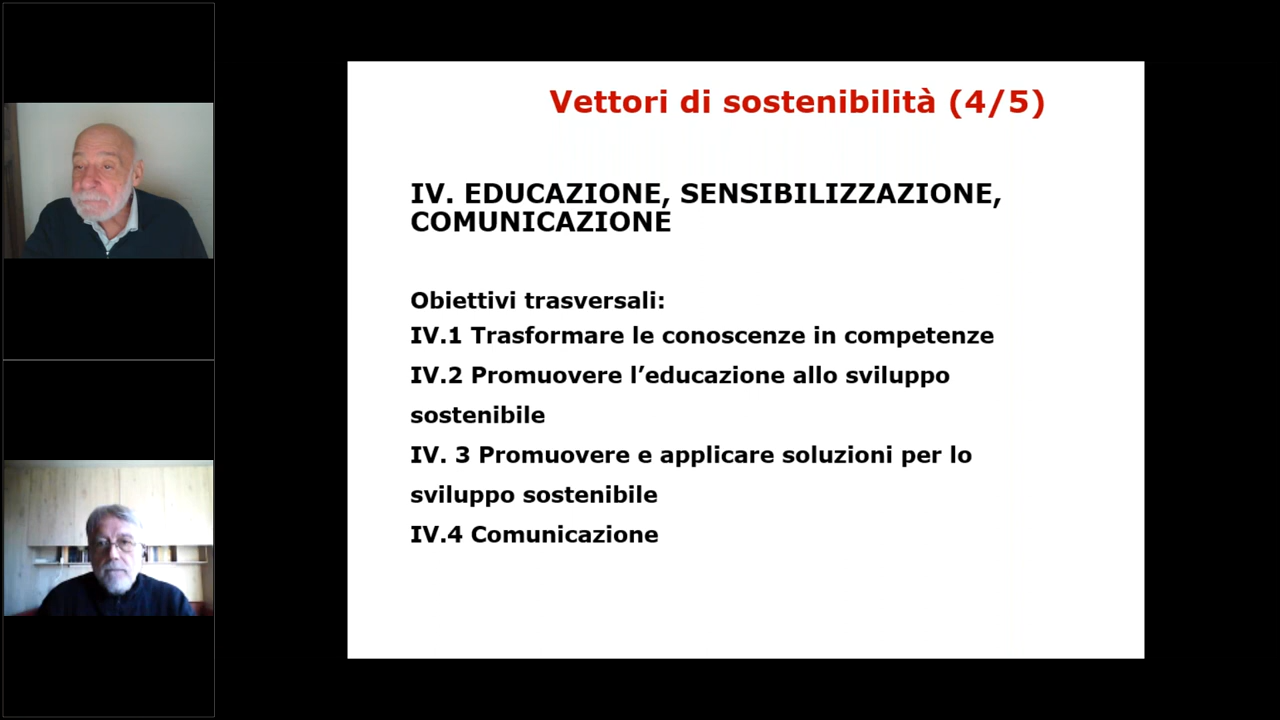 Vettori di sostenibilità (4/5)
IV. EDUCAZIONE, SENSIBILIZZAZIONE,
COMUNICAZIONE
Obiettivi trasversali:
IV.1 Trasformare le conoscenze in competenze
IV.2 Promuovere l’educazione allo sviluppo
sostenibile
IV. 3 Promuovere e applicare soluzioni per lo
sviluppo sostenibile
IV.4 Comunicazione